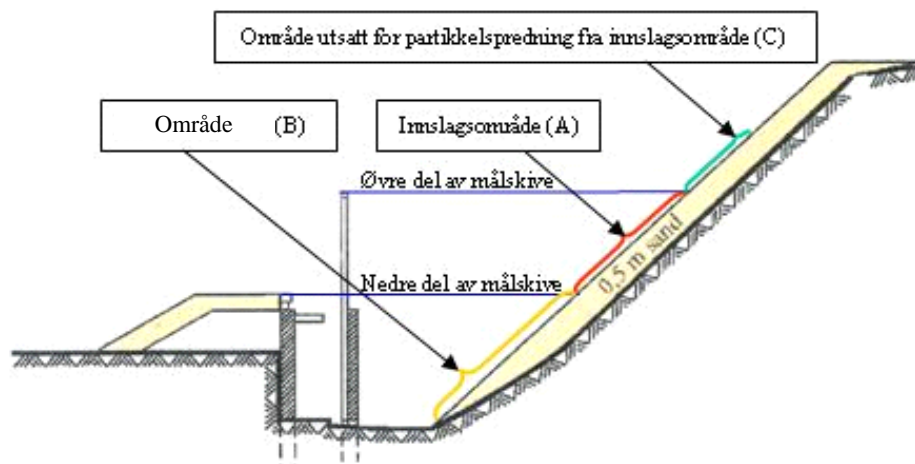 Område utsatt for partikkelspredning fra innslagsområde (C)
Område (B)
Innslagsområde (A)
Øvre del av målskive
Nedre del av målskive
0,5 m sand